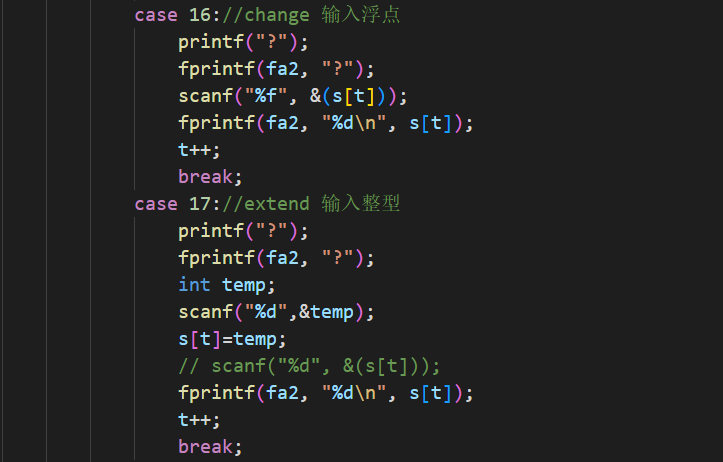 case 16://change 输入浮点
printf("?");
fprintf(fa2, "?");
scanf("%f", &(s[t]));
fprintf(fa2, "%d\n", s[t]);
t++;
break;
case 17://extend 输入整型
printf("?");
fprintf(fa2, "?");
int temp;
scanf("%d",&temp);
s[t]=temp;
// scanf("%d", &(s[t]));
fprintf(fa2, "%d\n", s[t]);
t++;
break;